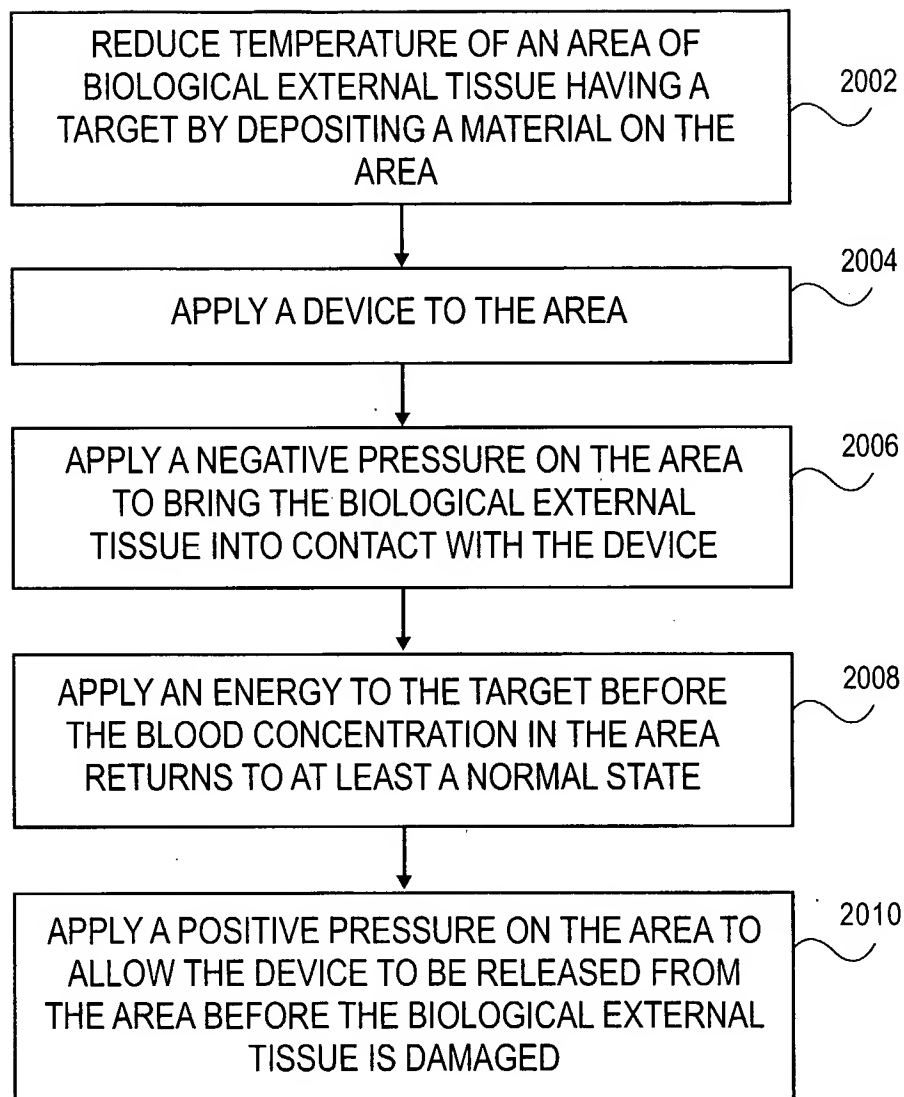 REDUCE TEMPERATURE OF AN AREA OF
BIOLOGICAL EXTERNAL TISSUE HAVING A
TARGET BY DEPOSITING A MATERIAL ON THE
AREA
2002
APPLY A DEVICE TO THE AREA
2004
APPLY A NEGATIVE PRESSURE ON THE AREA
TO BRING THE BIOLOGICAL EXTERNAL
TISSUE INTO CONTACT WITH THE DEVICE
2006
APPLY AN ENERGY TO THE TARGET BEFORE
THE BLOOD CONCENTRATION IN THE AREA
RETURNS TO AT LEAST A NORMAL STATE
2008
APPLY A POSITIVE PRESSURE ON THE AREA TO
ALLOW THE DEVICE TO BE RELEASED FROM
THE AREA BEFORE THE BIOLOGICAL EXTERNAL
TISSUE IS DAMAGED
2010